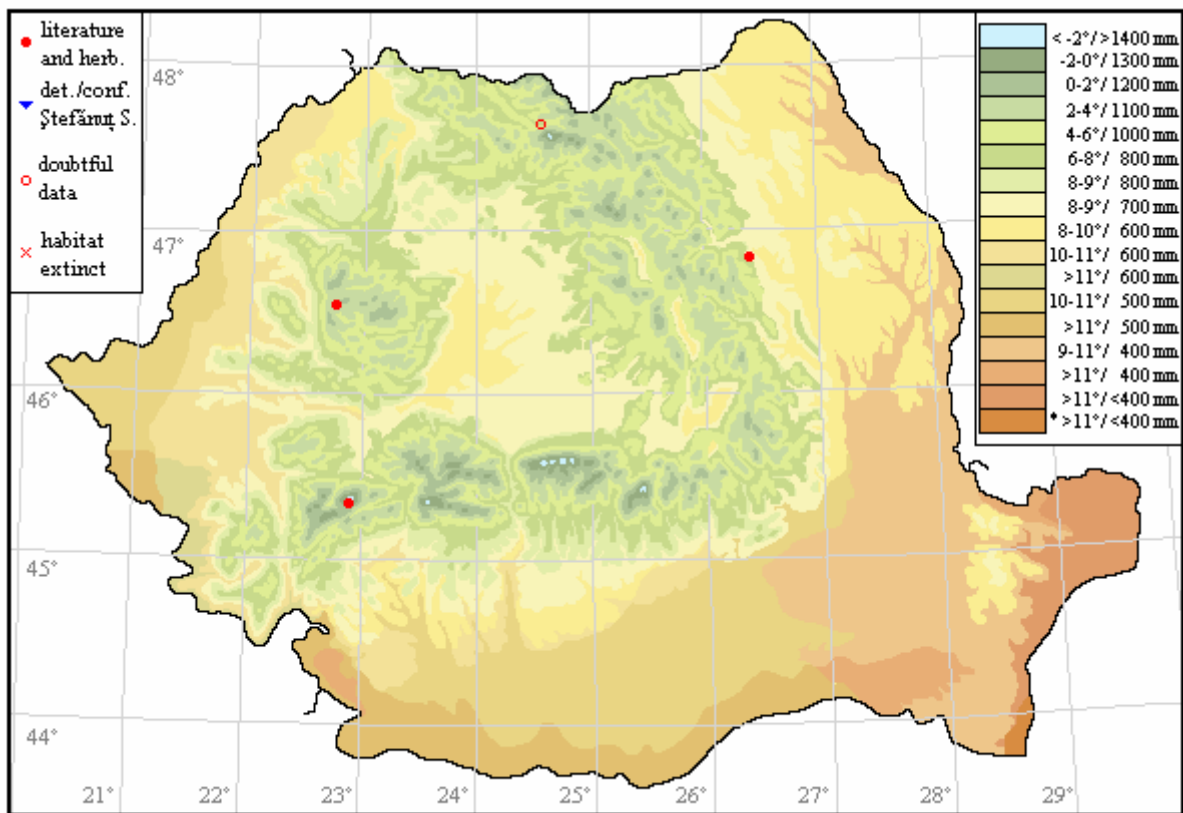 literature
and herb.
det./conf.
Ştefănuţ S.
doubtful
data
habitat
extinct
< -2°/>1400 mm
-2-0°/1300 mm
0-2°/1200 mm
2-4°/1100 mm
4-6°/1000 mm
6-8°/ 800 mm
8-9°/ 800 mm
8-9°/ 700 mm
8-10°/ 600 mm
10-11°/ 600 mm
>11°/ 600 mm
10-11°/ 500 mm
>11°/ 500 mm
9-11°/ 400 mm
>11°/ 400 mm
>11°/<400 mm
* >11°/<400 mm
48°
47°
46°
45°
44°
21° 22° 23° 24° 25° 26° 27° 28° 29°